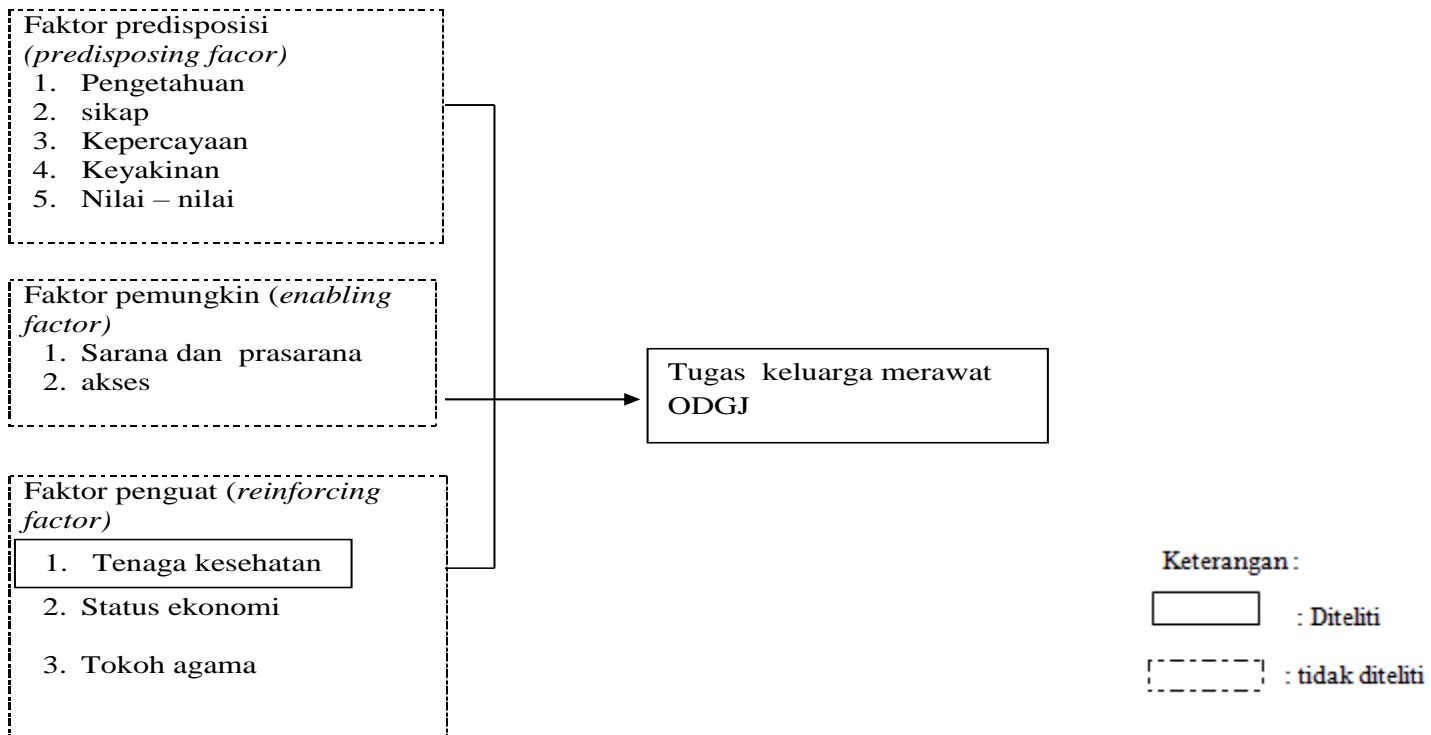 Faktor predisposisi
(predisposing facor)
1. Pengetahuan
2. sikap
3. Kepercayaan
4. Keyakinan
5. Nilai – nilai
Faktor pemungkin (enabling
factor)
1. Sarana dan prasarana
2. akses
Tugas keluarga merawat
ODGJ
Faktor penguat (reinforcing
factor)
1. Tenaga kesehatan
2. Status ekonomi
3. Tokoh agama
Keterangan :
: Diteliti
: tidak diteliti